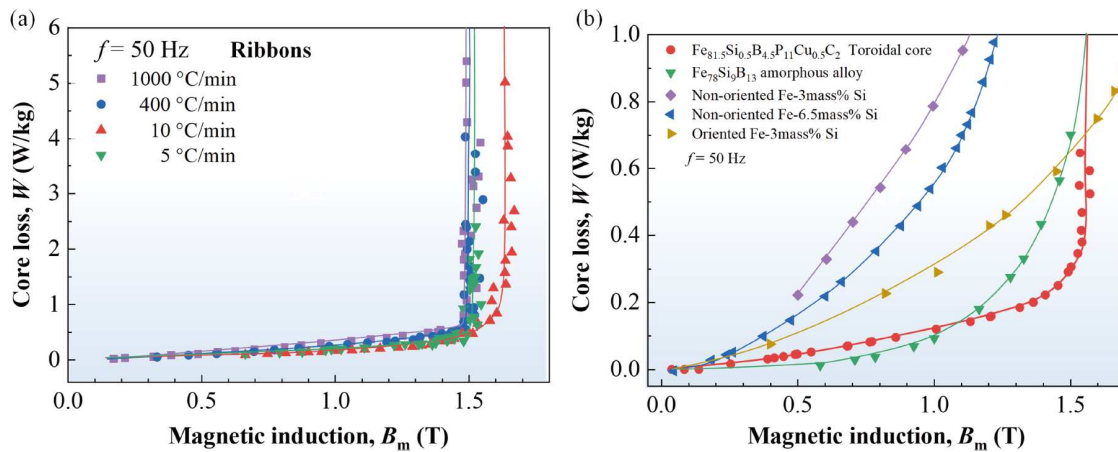 (a)
f = 50 Hz Ribbons
1000 °C/min
400 °C/min
10 °C/min
5 °C/min
6
5
4
3
2
1
0
Core loss, W (W/kg)
0.0 0.5 1.0 1.5
Magnetic induction, Bm (T)
(b)
Fe81.5Si0.5B4.5P11Cu0.5C2 Toroidal core
Fe78Si9B13 amorphous alloy
Non-oriented Fe-3mass% Si
Non-oriented Fe-6.5mass% Si
Oriented Fe-3mass% Si
f = 50 Hz
1.0
0.8
0.6
0.4
0.2
0.0
Core loss, W (W/kg)
0.0 0.5 1.0 1.5
Magnetic induction, Bm (T)